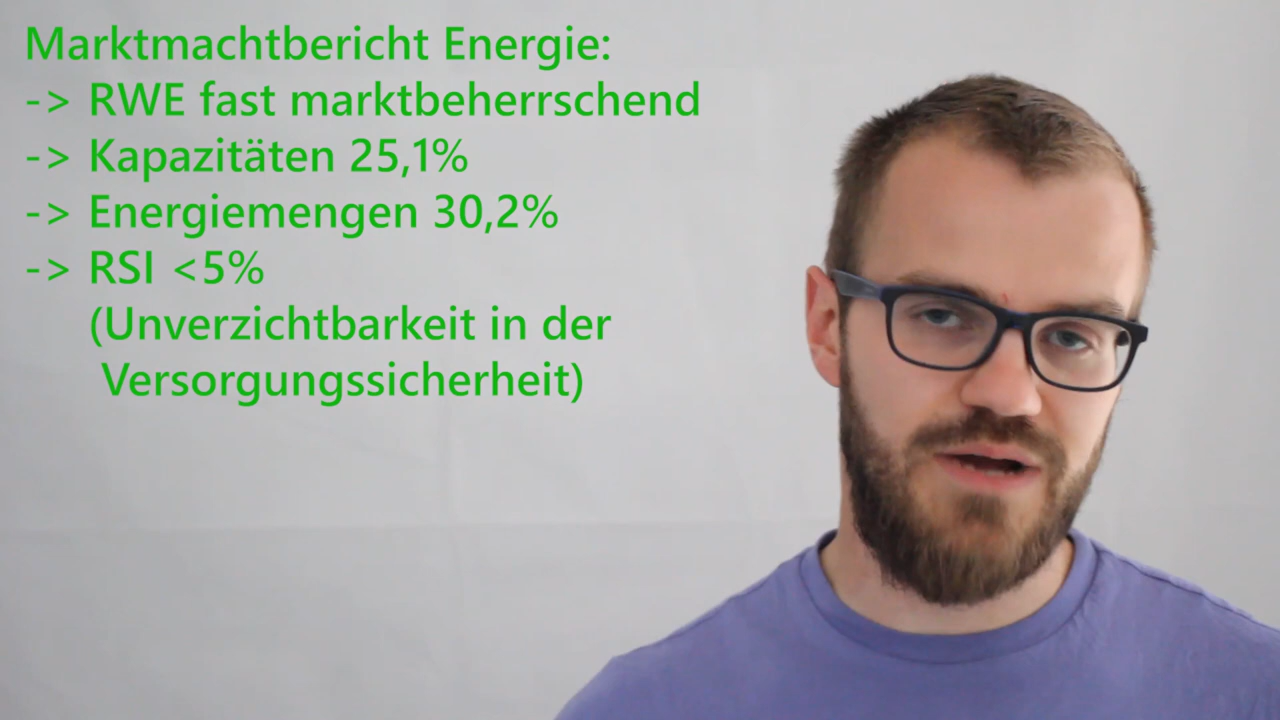 Marktmachtbericht Energie:
-> RWE fast marktbeherrschend
-> Kapazitäten 25,1%
-> Energiemengen 30,2%
-> RSI <5%
(Unverzichtbarkeit in der
Versorgungssicherheit)